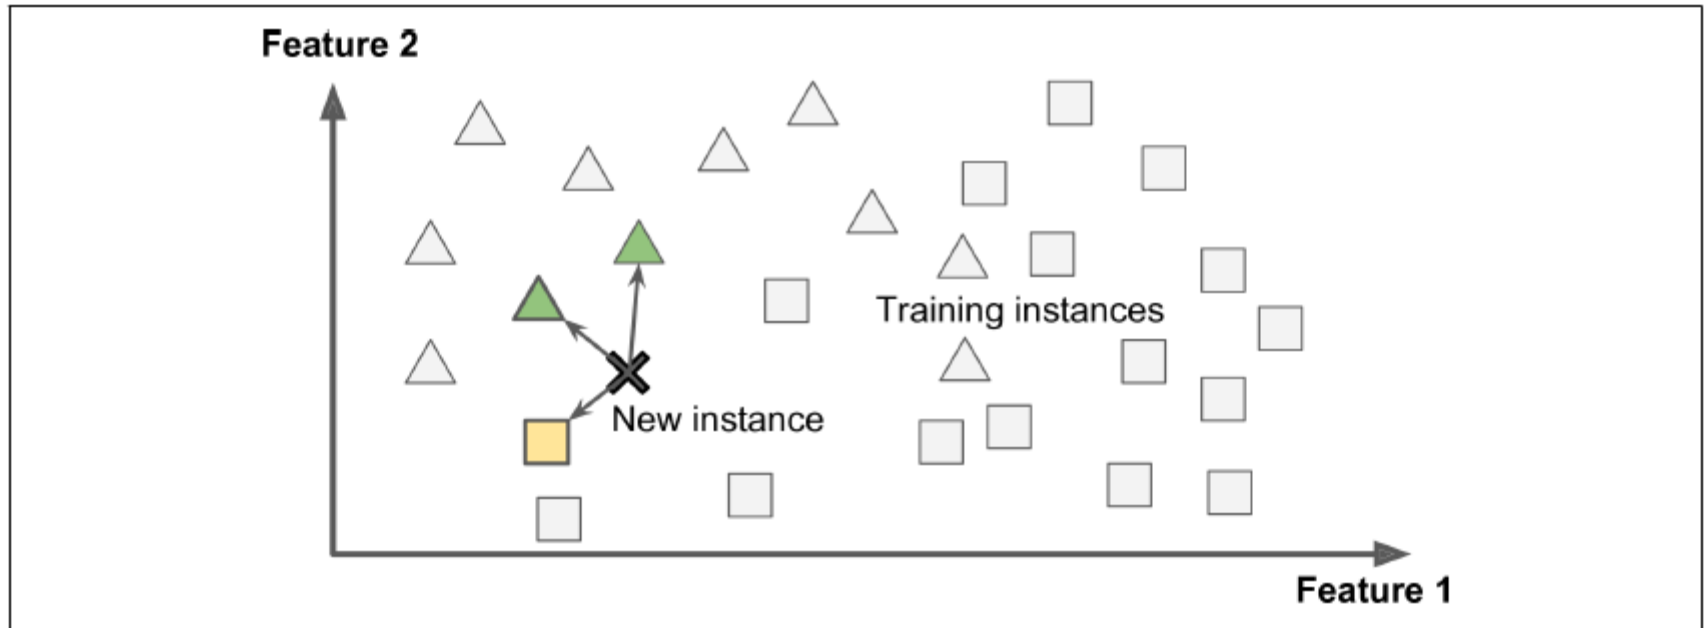 Feature 2
Training instances
New instance
Feature 1